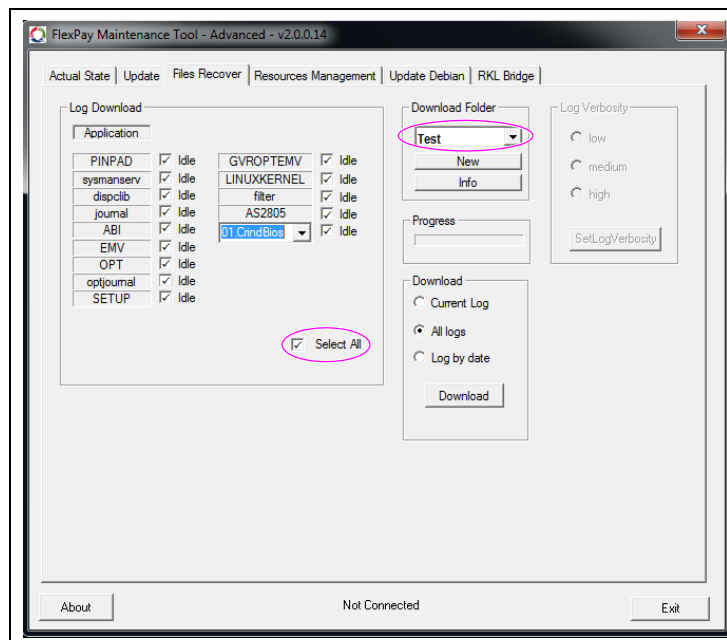 FlexPay Maintenance Tool - Advanced - v2.0.0.14
Actual State Update Files Recover Resources Management Update Debian RKL Bridge
Log Download
Application
PINPAD Idle
sysmanserv Idle
dispclib Idle
journal Idle
ABI Idle
EMV Idle
OPT Idle
optjournal Idle
SETUP Idle
GVROPTEMV Idle
LINUXKERNEL Idle
filter Idle
AS2805 Idle
01.CrindBios Idle
Select All
Download Folder
Test
New
Info
Progress
Download
Current Log
All logs
Log by date
Download
Log Verbosity
low
medium
high
SetLogVerbosity
About
Not Connected
Exit